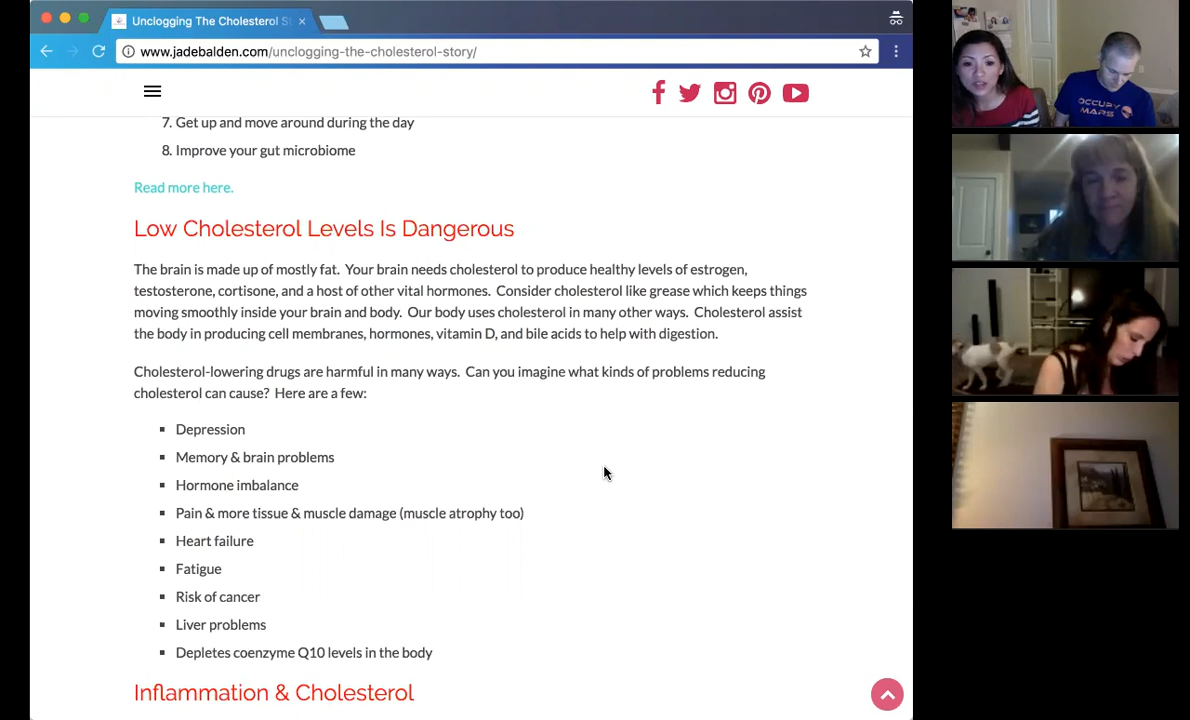 Unclogging The Cholesterol S
www.jadebalden.com/unclogging-the-cholesterol-story/
7. Get up and move around during the day
8. Improve your gut microbiome
Read more here.
Low Cholesterol Levels Is Dangerous
The brain is made up of mostly fat. Your brain needs cholesterol to produce healthy levels of estrogen,
testosterone, cortisone, and a host of other vital hormones. Consider cholesterol like grease which keeps things
moving smoothly inside your brain and body. Our body uses cholesterol in many other ways. Cholesterol assist
the body in producing cell membranes, hormones, vitamin D, and bile acids to help with digestion.
Cholesterol-lowering drugs are harmful in many ways. Can you imagine what kinds of problems reducing
cholesterol can cause? Here are a few:
Depression
Memory & brain problems
Hormone imbalance
Pain & more tissue & muscle damage (muscle atrophy too)
Heart failure
Fatigue
Risk of cancer
Liver problems
Depletes coenzyme Q10 levels in the body
Inflammation & Cholesterol
OCCUPY
MARS